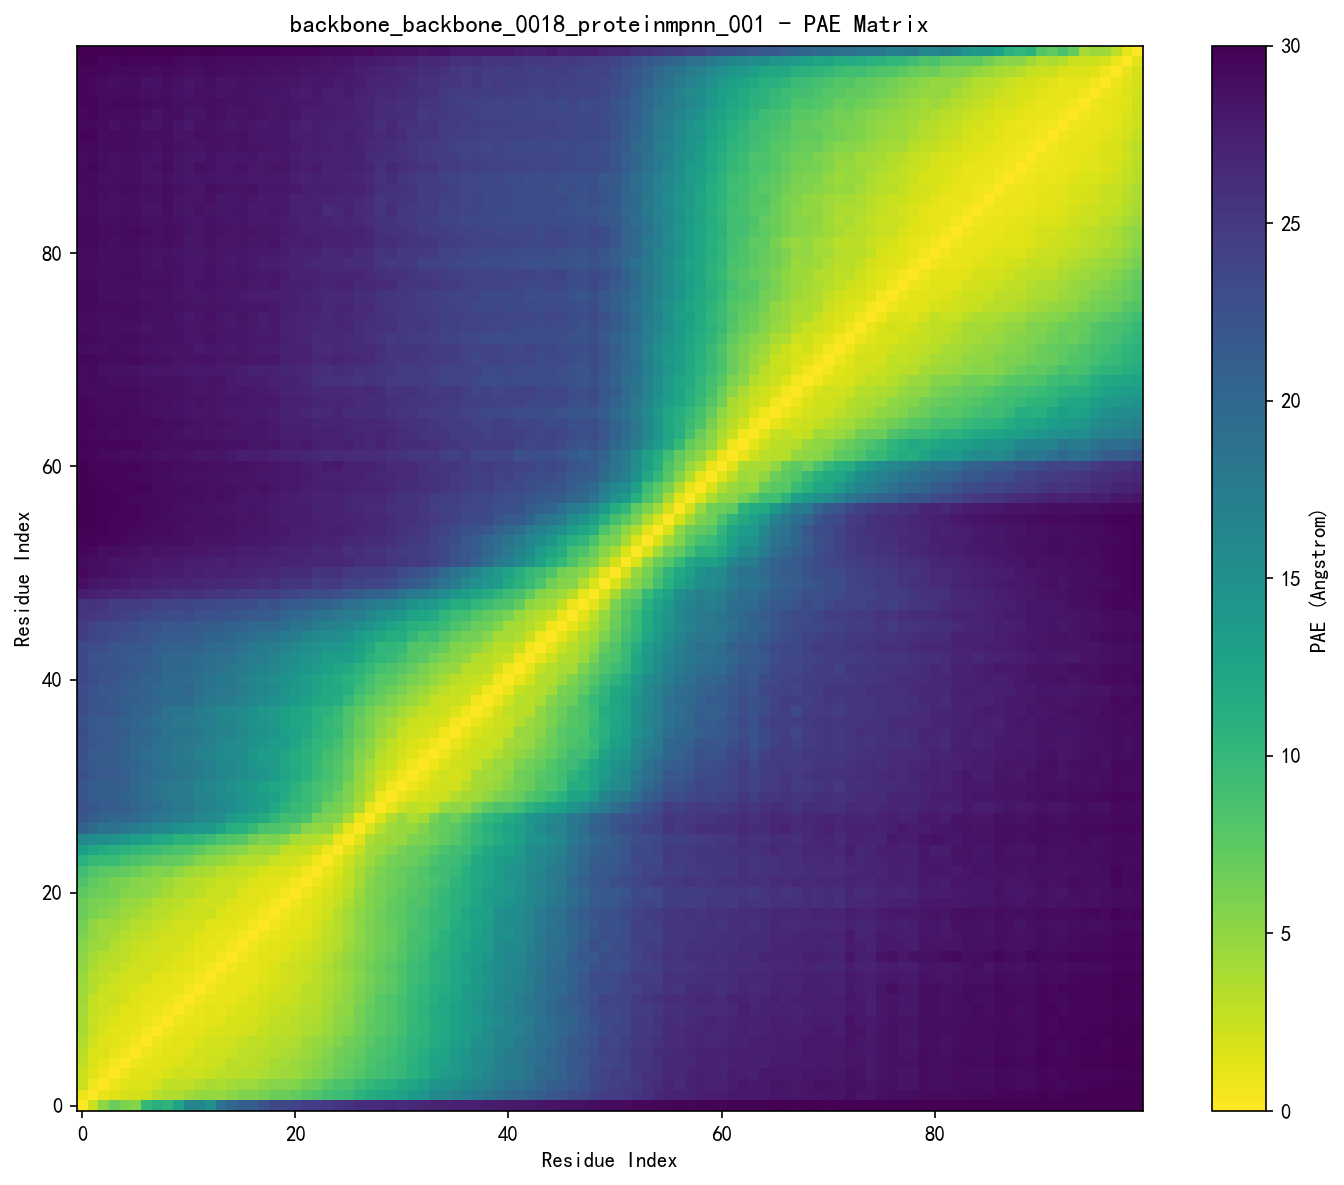 backbone_backbone_0018_proteinmpnn_001 - PAE Matrix
Residue Index
80
60
40
20
0
0 20 40 60 80
Residue Index
30
25
20
15
10
5
0
PAE (Angstrom)